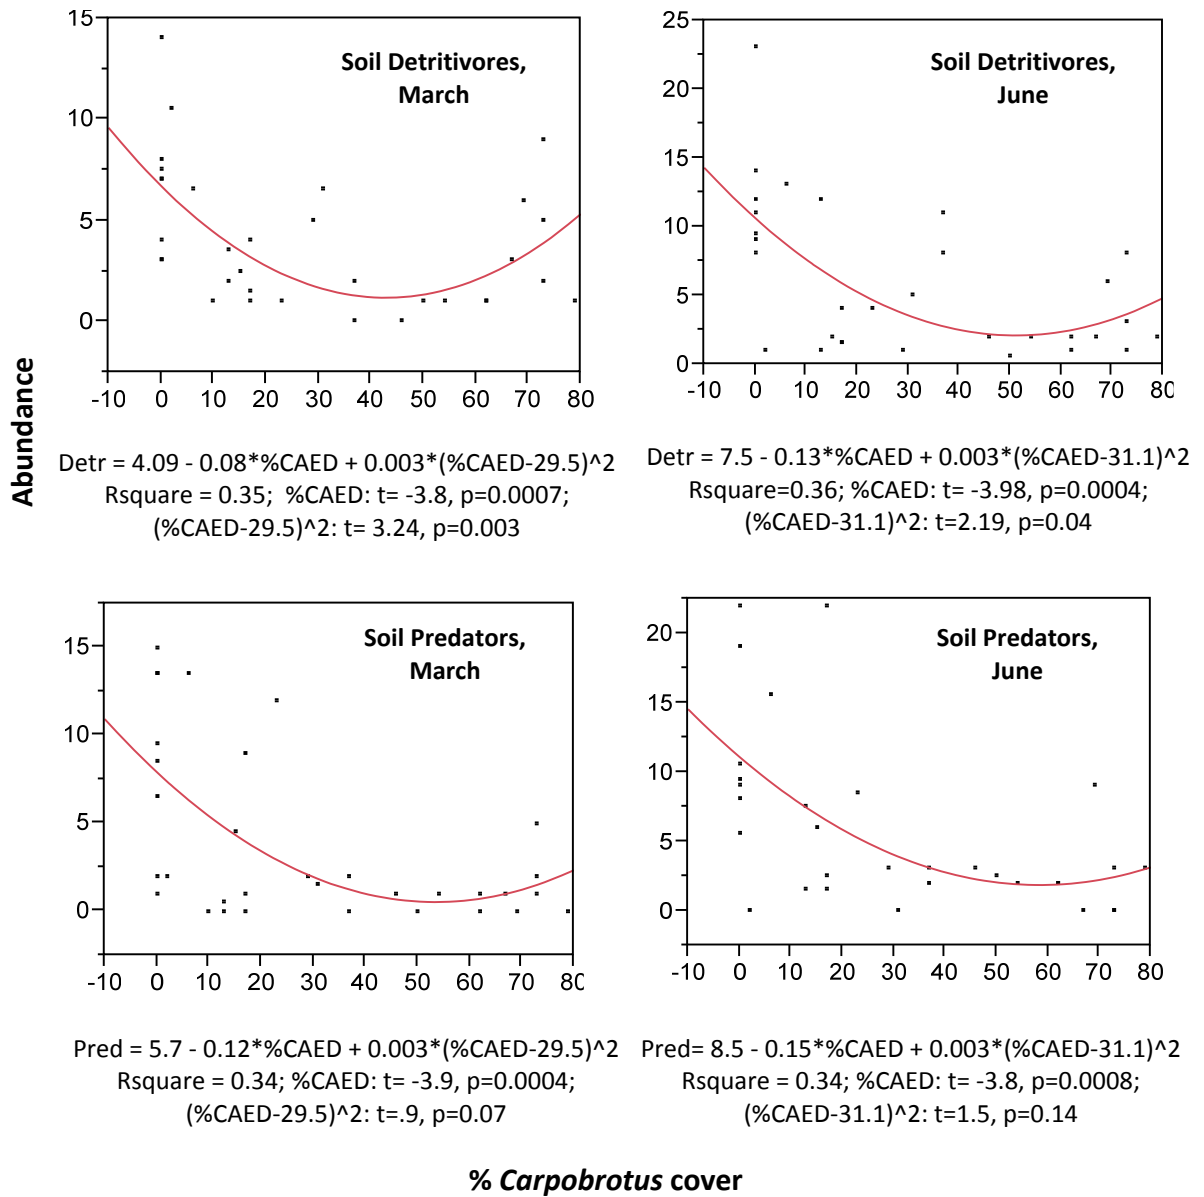 Abundance
15
10
5
0
Soil Detritivores,
March
-10 0 10 20 30 40 50 60 70 80
Detr = 4.09 - 0.08*%CAED + 0.003*(%CAED-29.5)^2
Rsquare = 0.35; %CAED: t= -3.8, p=0.0007;
(%CAED-29.5)^2: t= 3.24, p=0.003
25
20
15
10
5
0
Soil Detritivores,
June
-10 0 10 20 30 40 50 60 70 80
Detr = 7.5 - 0.13*%CAED + 0.003*(%CAED-31.1)^2
Rsquare=0.36; %CAED: t= -3.98, p=0.0004;
(%CAED-31.1)^2: t=2.19, p=0.04
15
10
5
0
Soil Predators,
March
-10 0 10 20 30 40 50 60 70 80
Pred = 5.7 - 0.12*%CAED + 0.003*(%CAED-29.5)^2
Rsquare = 0.34; %CAED: t= -3.9, p=0.0004;
(%CAED-29.5)^2: t=.9, p=0.07
20
15
10
5
0
Soil Predators,
June
-10 0 10 20 30 40 50 60 70 80
Pred= 8.5 - 0.15*%CAED + 0.003*(%CAED-31.1)^2
Rsquare = 0.34; %CAED: t= -3.8, p=0.0008;
(%CAED-31.1)^2: t=1.5, p=0.14
% Carpobrotus cover